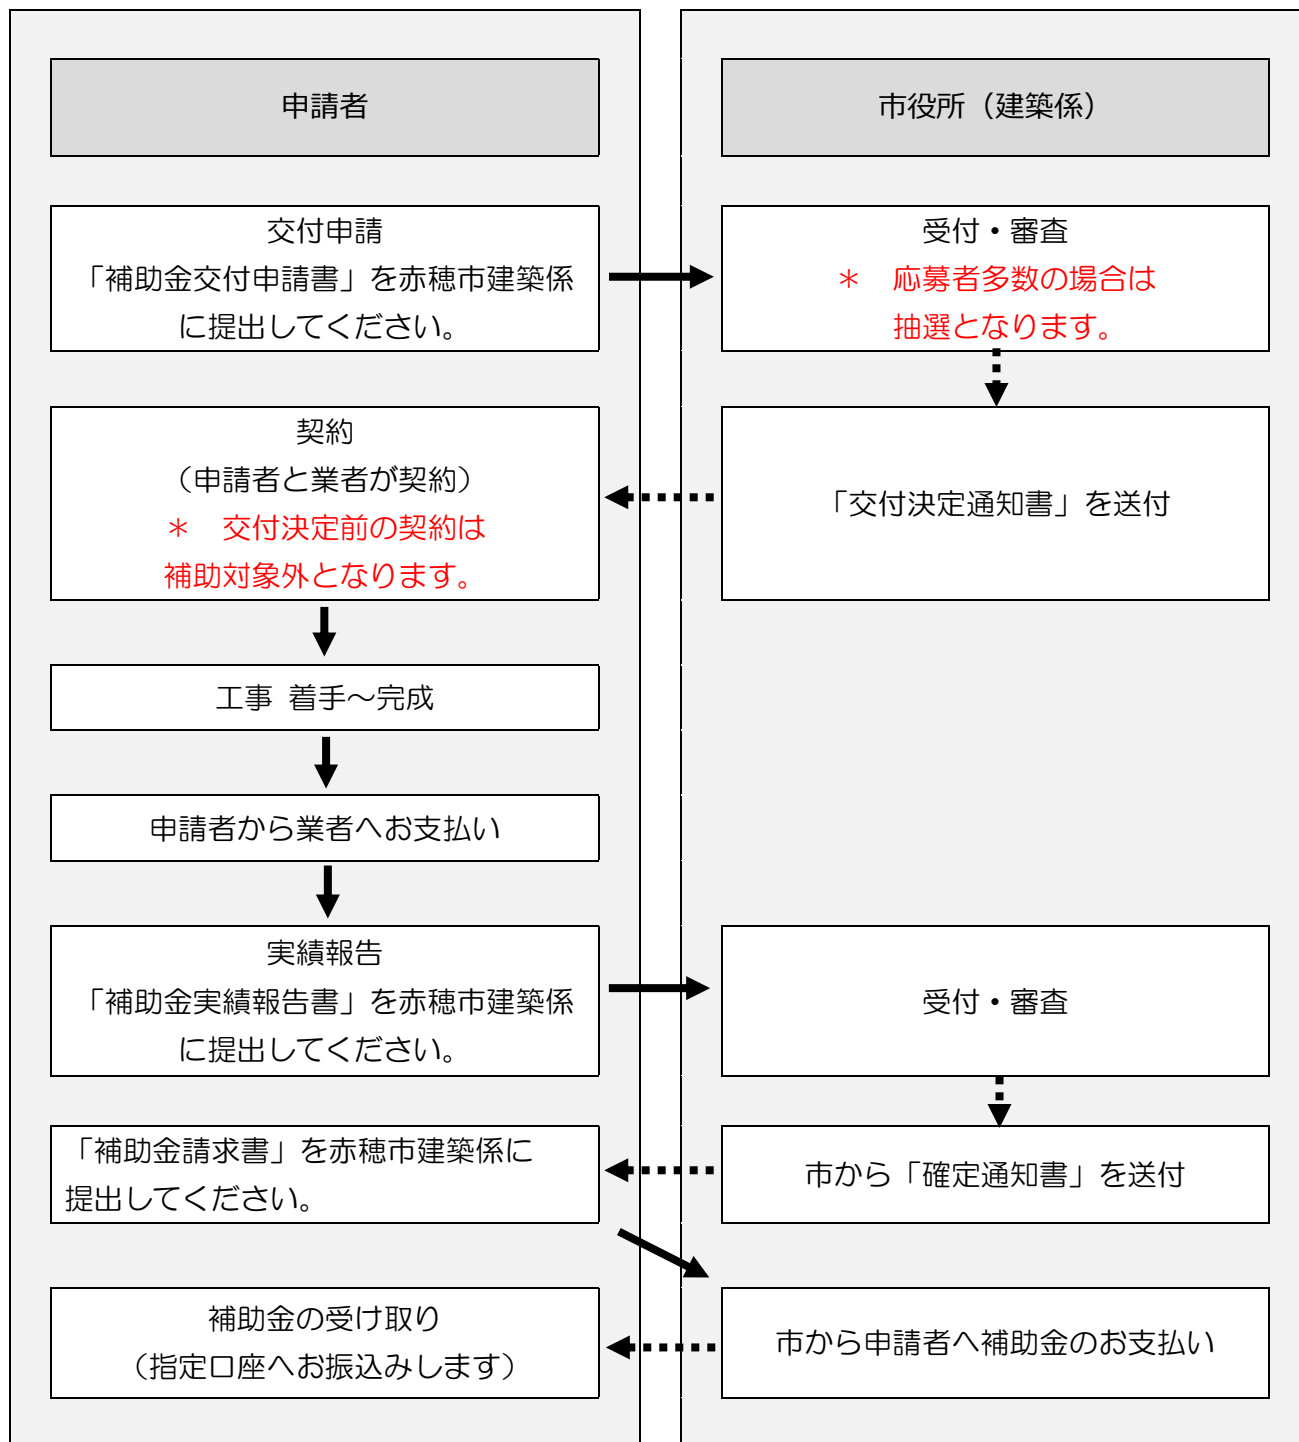 申請者
市役所（建築係）
交付申請
「補助金交付申請書」を赤穂市建築係
に提出してください。
受付・審査
＊　応募者多数の場合は
抽選となります。
契約
（申請者と業者が契約）
＊　交付決定前の契約は
補助対象外となります。
「交付決定通知書」を送付
工事 着手～完成
申請者から業者へお支払い
実績報告
「補助金実績報告書」を赤穂市建築係
に提出してください。
受付・審査
「補助金請求書」を赤穂市建築係に
提出してください。
市から「確定通知書」を送付
補助金の受け取り
（指定口座へお振込みします）
市から申請者へ補助金のお支払い